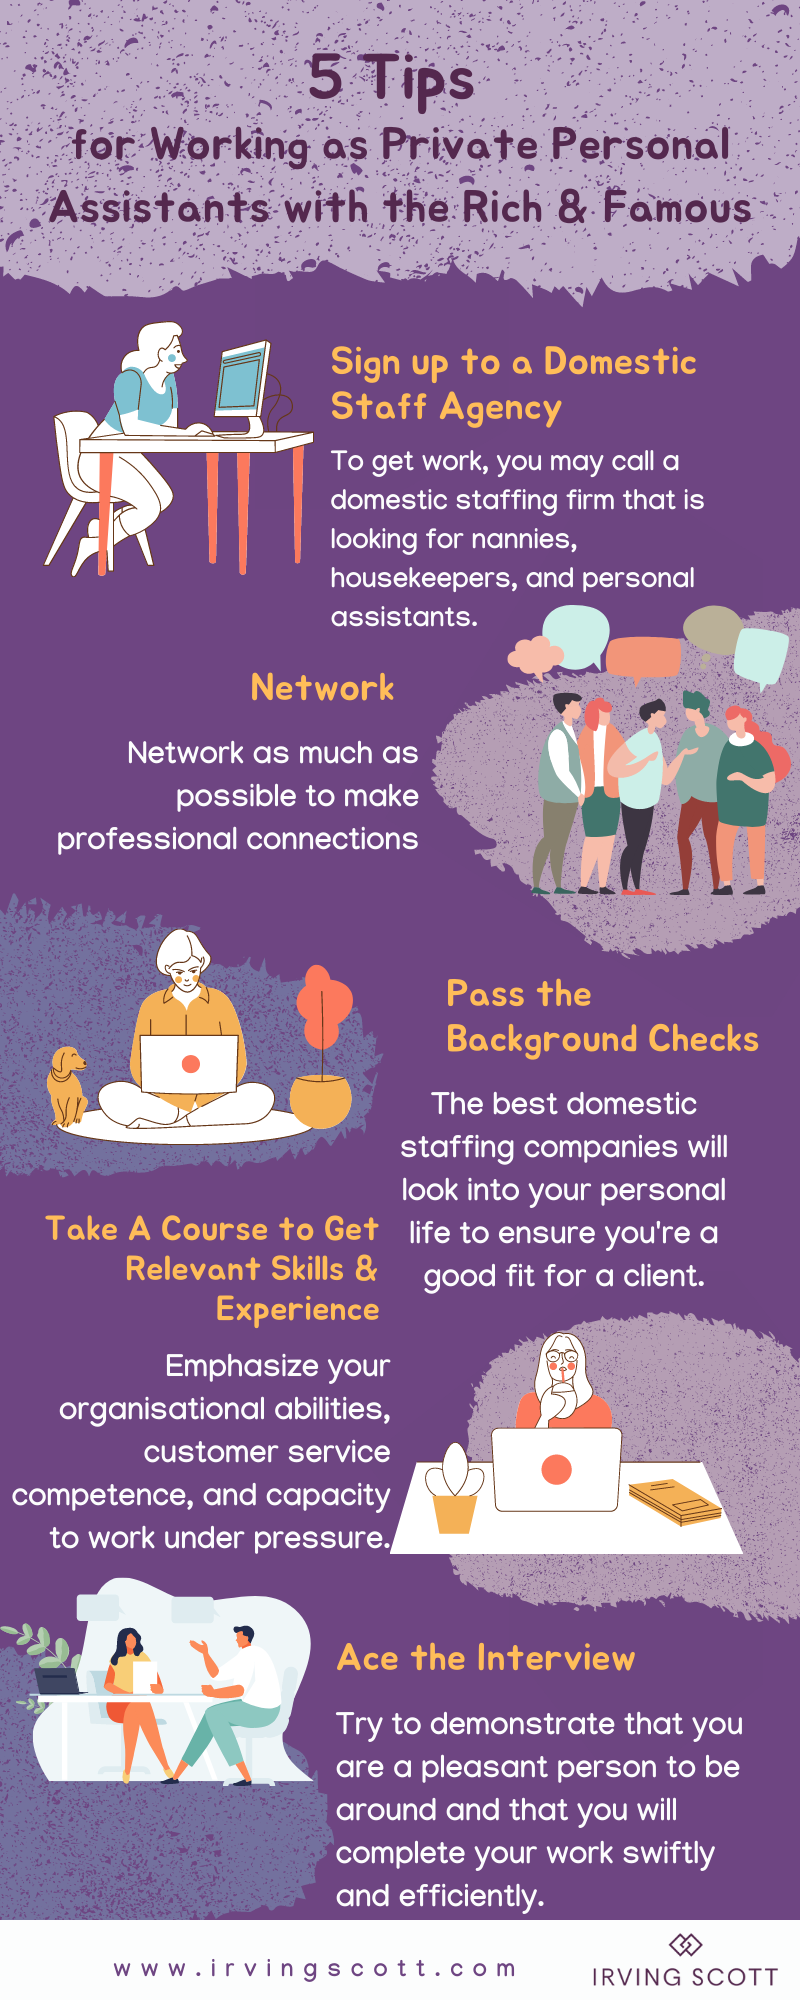 5 Tips
for Working as Private Personal
Assistants with the Rich & Famous
Sign up to a Domestic
Staff Agency
To get work, you may call a
domestic staffing firm that is
looking for nannies,
housekeepers, and personal
assistants.
Network
Network as much as
possible to make
professional connections
Pass the
Background Checks
The best domestic
staffing companies will
look into your personal
life to ensure you're a
good fit for a client.
Take A Course to Get
Relevant Skills &
Experience
Emphasize your
organisational abilities,
customer service
competence, and capacity
to work under pressure.
Ace the Interview
Try to demonstrate that you
are a pleasant person to be
around and that you will
complete your work swiftly
and efficiently.
www.irvingscott.com
IRVING SCOTT